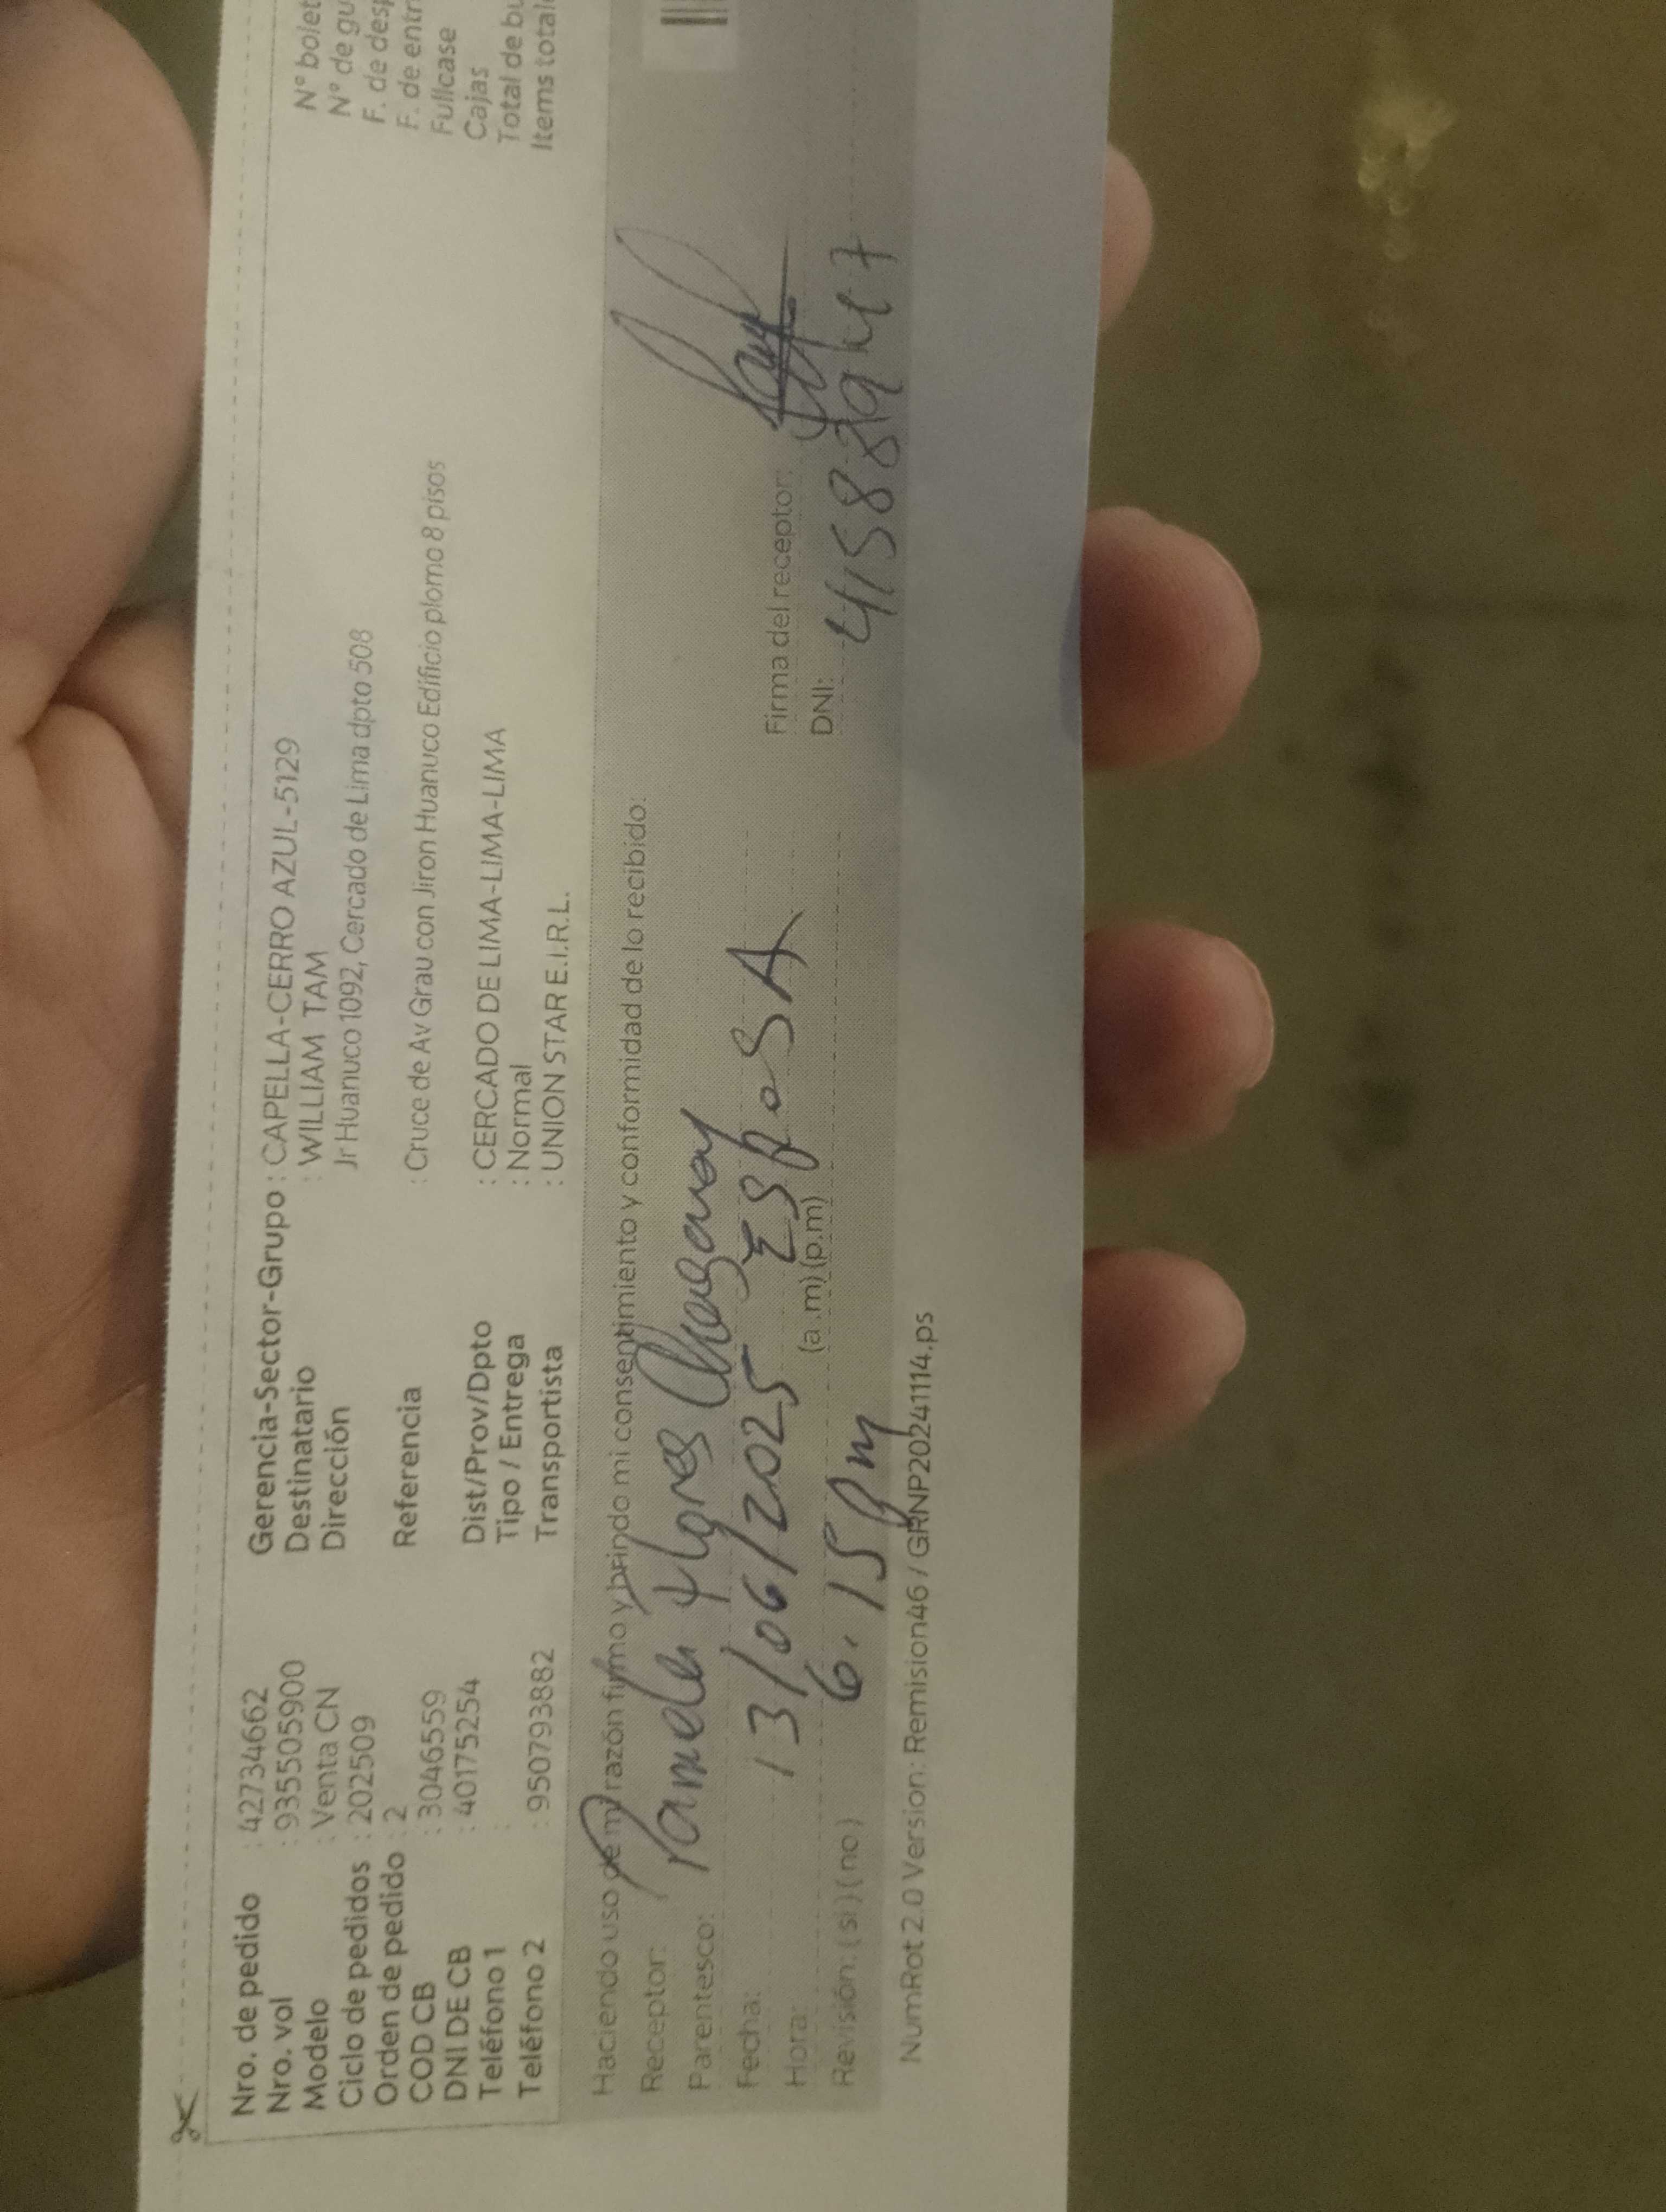 Nro. de pedido : 42734662
Nro. vol : 935505900
Modelo : Venta CN
Ciclo de pedidos : 202509
Orden de pedido : 2
COD CB : 3046559
DNI DE CB : 40175254
Teléfono 1 :
Teléfono 2 : 950793882
Gerencia-Sector-Grupo : CAPELLA-CERRO AZUL-5129
Destinatario : WILLIAM TAM
Dirección Jr Huanuco 1092, Cercado de Lima dpto 508
Referencia : Cruce de Av Grau con Jiron Huanuco Edificio plomo 8 pisos
Dist/Prov/Dpto : CERCADO DE LIMA-LIMA-LIMA
Tipo / Entrega : Normal
Transportista : UNION STAR E.I.R.L.
N° bolet
N° de gu
F. de desp
F. de entr
Fullcase
Cajas
Total de bu
Items total
Haciendo uso de mi razón firmo y brindo mi consentimiento y conformidad de lo recibido:
Receptor:
Parentesco: Pamela Flores
Fecha: 13/06/2025 EspoSA
Hora: 6.15 pm (a.m) (p.m)
Revisión: (si) (no)
Firma del receptor:
DNI: 41588947
NumRot 2.0 Version: Remision46 / GRNP20241114.ps